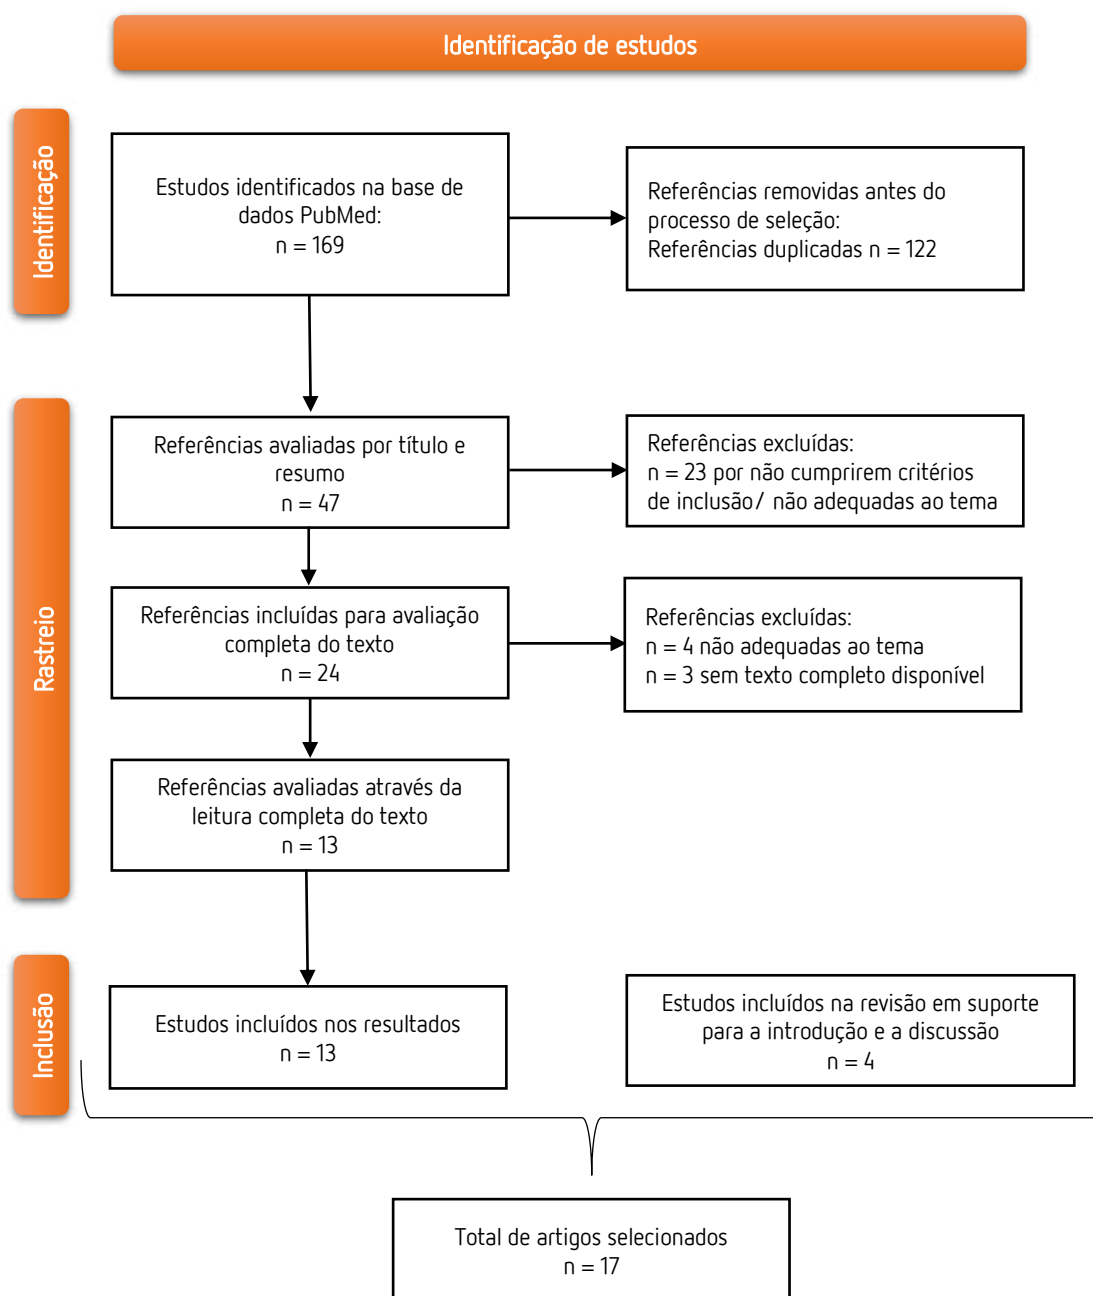 Identificação de estudos
Identificação
Estudos identificados na base de
dados PubMed:
n = 169
Referências removidas antes do
processo de seleção:
Referências duplicadas n = 122
Rastreio
Referências avaliadas por título e
resumo
n = 47
Referências excluídas:
n = 23 por não cumprirem critérios
de inclusão/ não adequadas ao tema
Referências incluídas para avaliação
completa do texto
n = 24
Referências excluídas:
n = 4 não adequadas ao tema
n = 3 sem texto completo disponível
Referências avaliadas através da
leitura completa do texto
n = 13
Inclusão
Estudos incluídos nos resultados
n = 13
Estudos incluídos na revisão em suporte
para a introdução e a discussão
n = 4
Total de artigos selecionados
n = 17